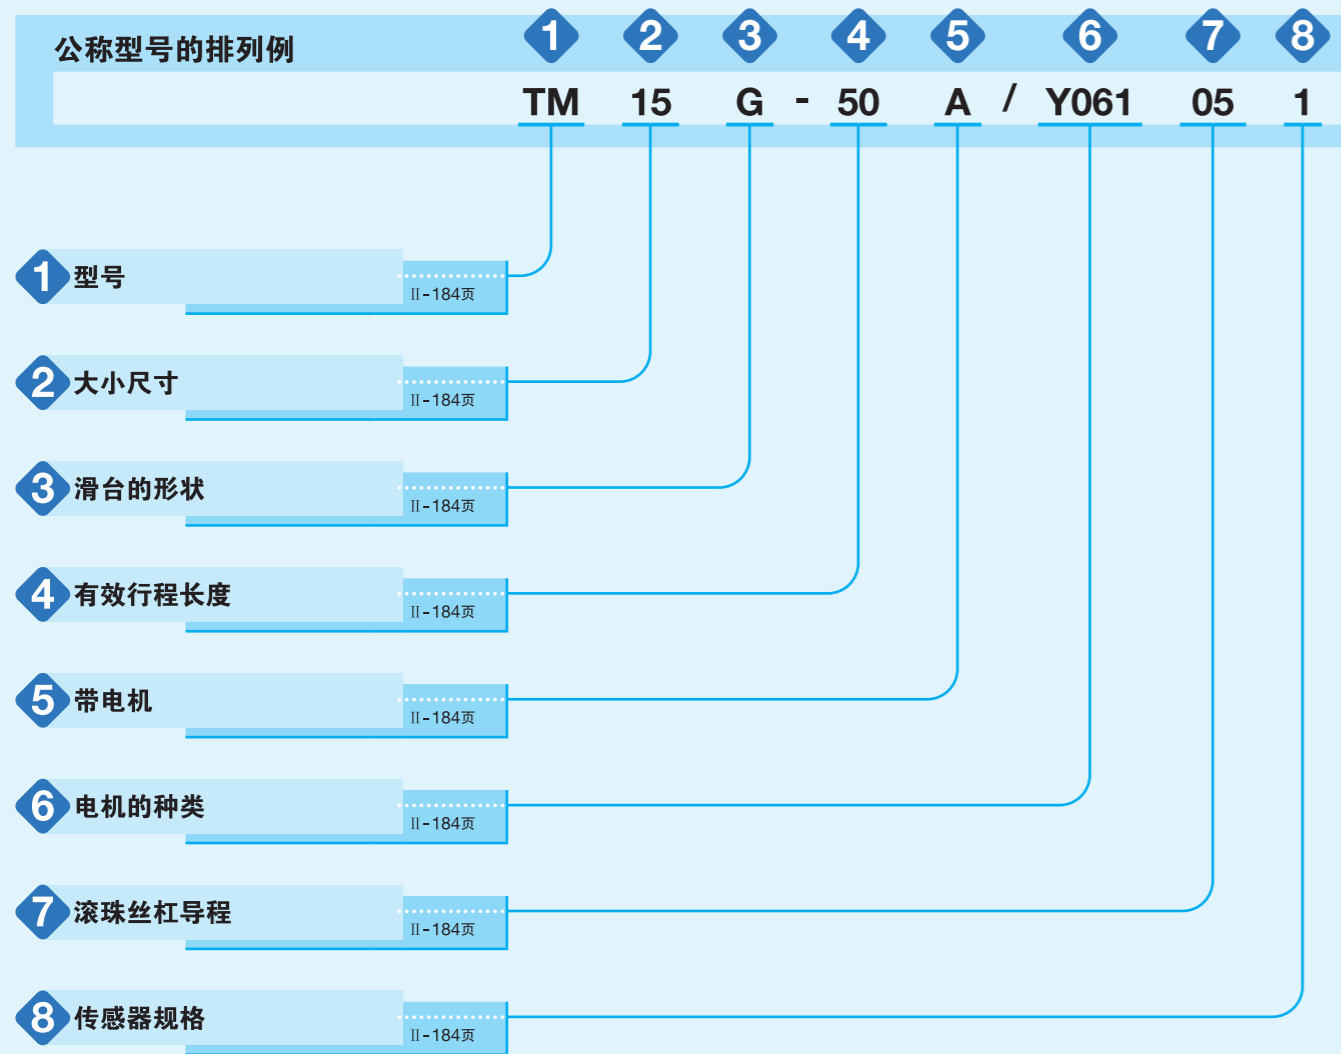 公称型号的排列例
1 2 3 4 5 6 7 8
TM 15 G - 50 A / Y061 05 1
1 型号
Ⅱ-184页
2 大小尺寸
Ⅱ-184页
3 滑台的形状
Ⅱ-184页
4 有效行程长度
Ⅱ-184页
5 带电机
Ⅱ-184页
6 电机的种类
Ⅱ-184页
7 滚珠丝杠导程
Ⅱ-184页
8 传感器规格
Ⅱ-184页